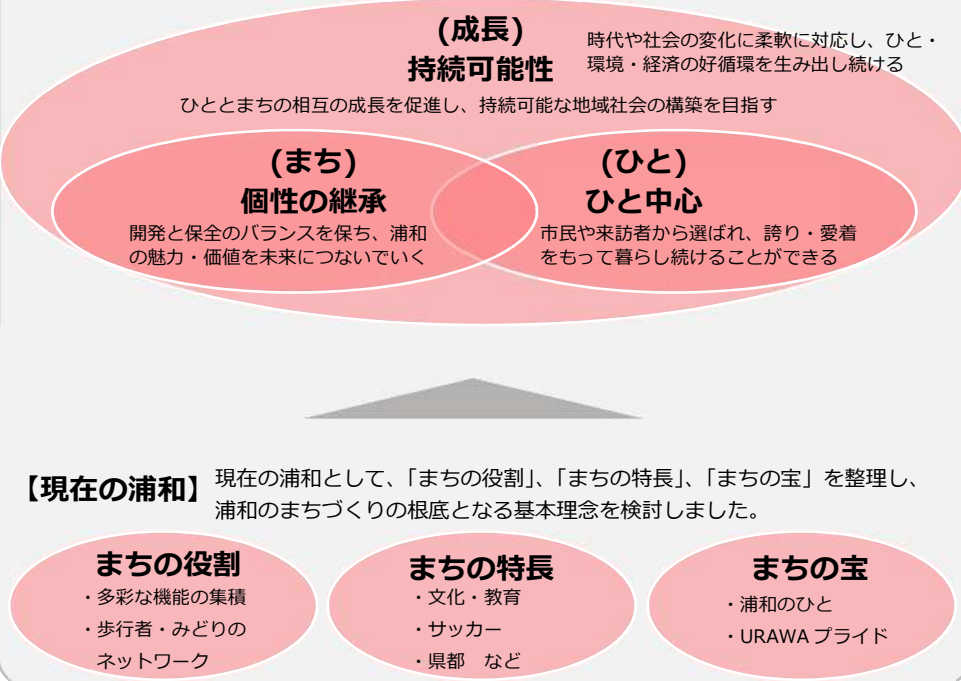 (成長)
持続可能性
時代や社会の変化に柔軟に対応し、ひと・
環境・経済の好循環を生み出し続ける
ひととまちの相互の成長を促進し、持続可能な地域社会の構築を目指す
(まち)
個性の継承
開発と保全のバランスを保ち、浦和
の魅力・価値を未来につないでいく
(ひと)
ひと中心
市民や来訪者から選ばれ、誇り・愛着
をもって暮らし続けることができる
【現在の浦和】
現在の浦和として、「まちの役割」、「まちの特長」、「まちの宝」を整理し、
浦和のまちづくりの根底となる基本理念を検討しました。
まちの役割
・多彩な機能の集積
・歩行者・みどりの
ネットワーク
まちの特長
・文化・教育
・サッカー
・県都　など
まちの宝
・浦和のひと
・URAWA プライド